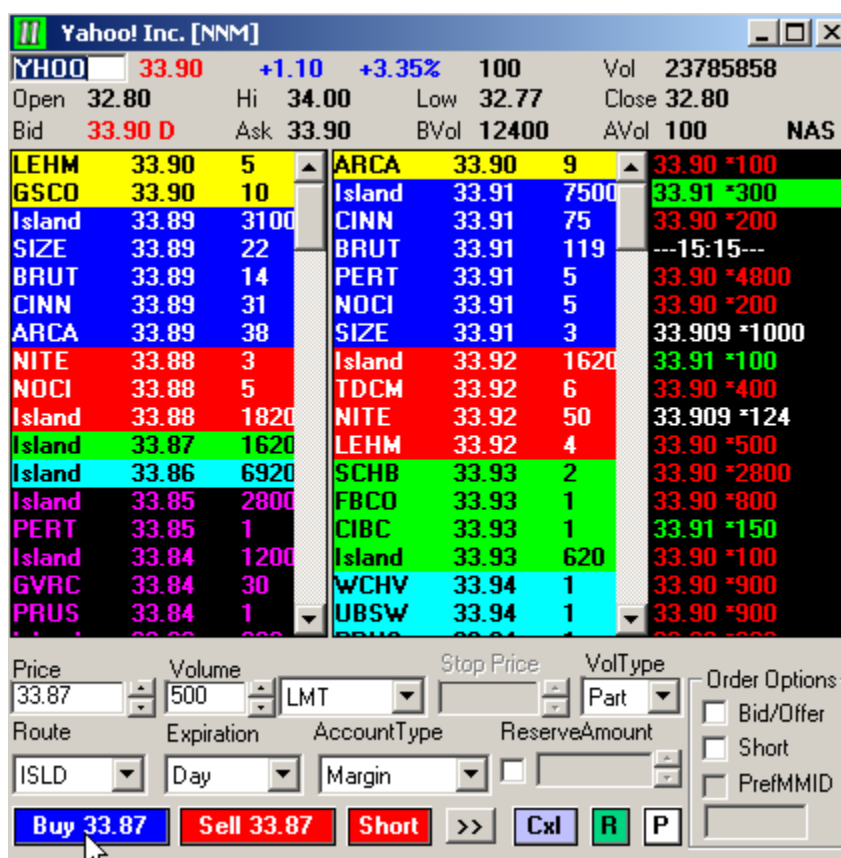 Yahoo! Inc. [NNM]
YHOO 33.90 +1.10 +3.35% 100 Vol 23785858
Open 32.80 Hi 34.00 Low 32.77 Close 32.80
Bid 33.90 D Ask 33.90 BVol 12400 AVol 100 NAS
LEHM 33.90 5 ARCA 33.90 9 33.90 *100
GSCO 33.90 10 Island 33.91 7500 33.91 *300
Island 33.89 3100 CINN 33.91 75 33.90 *200
SIZE 33.89 22 BRUT 33.91 119 ---15:15---
BRUT 33.89 14 PERT 33.91 5 33.90 *4800
CINN 33.89 31 NOCI 33.91 5 33.90 *200
ARCA 33.89 38 SIZE 33.91 3 33.909 *1000
NITE 33.88 3 Island 33.92 1620 33.91 *100
NOCI 33.88 5 TDCM 33.92 6 33.90 *400
Island 33.88 1820 NITE 33.92 50 33.909 *124
Island 33.87 1620 LEHM 33.92 4 33.90 *500
Island 33.86 6920 SCHB 33.93 2 33.90 *2800
Island 33.85 2800 FBCO 33.93 1 33.90 *800
PERT 33.85 1 CIBC 33.93 1 33.91 *150
Island 33.84 1200 Island 33.93 620 33.90 *100
GVRC 33.84 30 WCHV 33.94 1 33.90 *900
PRUS 33.84 1 UBSW 33.94 1 33.90 *900
Price Volume Stop Price VolType Order Options
33.87 500 LMT Part Bid/Offer
Route Expiration AccountType ReserveAmount Short
ISLD Day Margin PrefMMID
Buy 33.87 Sell 33.87 Short >> Cxl R P